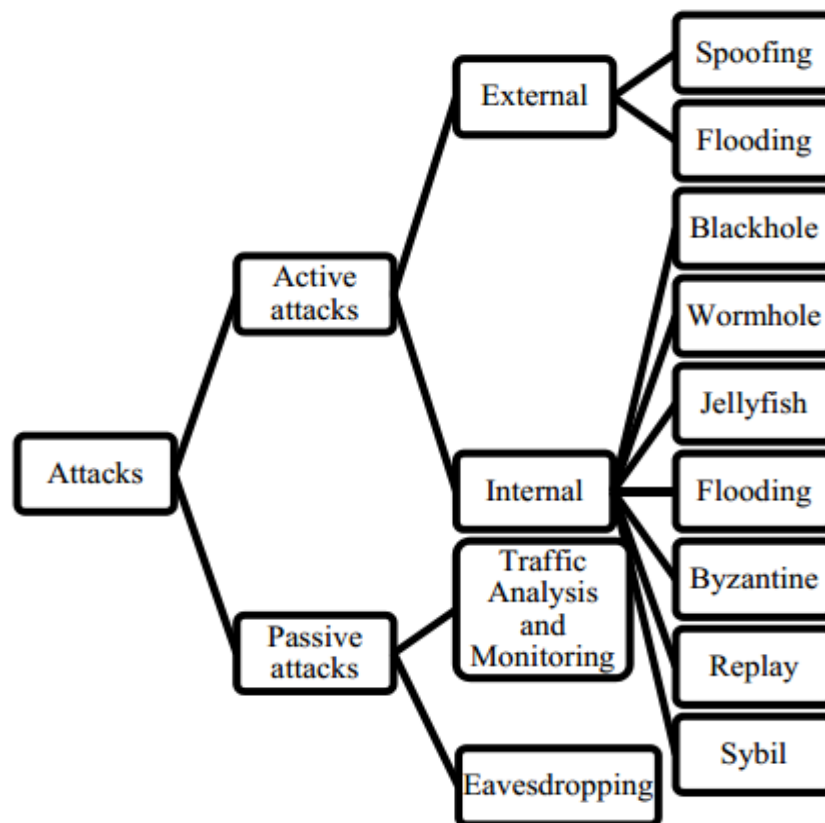 Spoofing
External
Flooding
Blackhole
Active
attacks
Wormhole
Jellyfish
Attacks
Internal
Flooding
Traffic
Analysis
and
Monitoring
Byzantine
Passive
attacks
Replay
Sybil
Eavesdropping